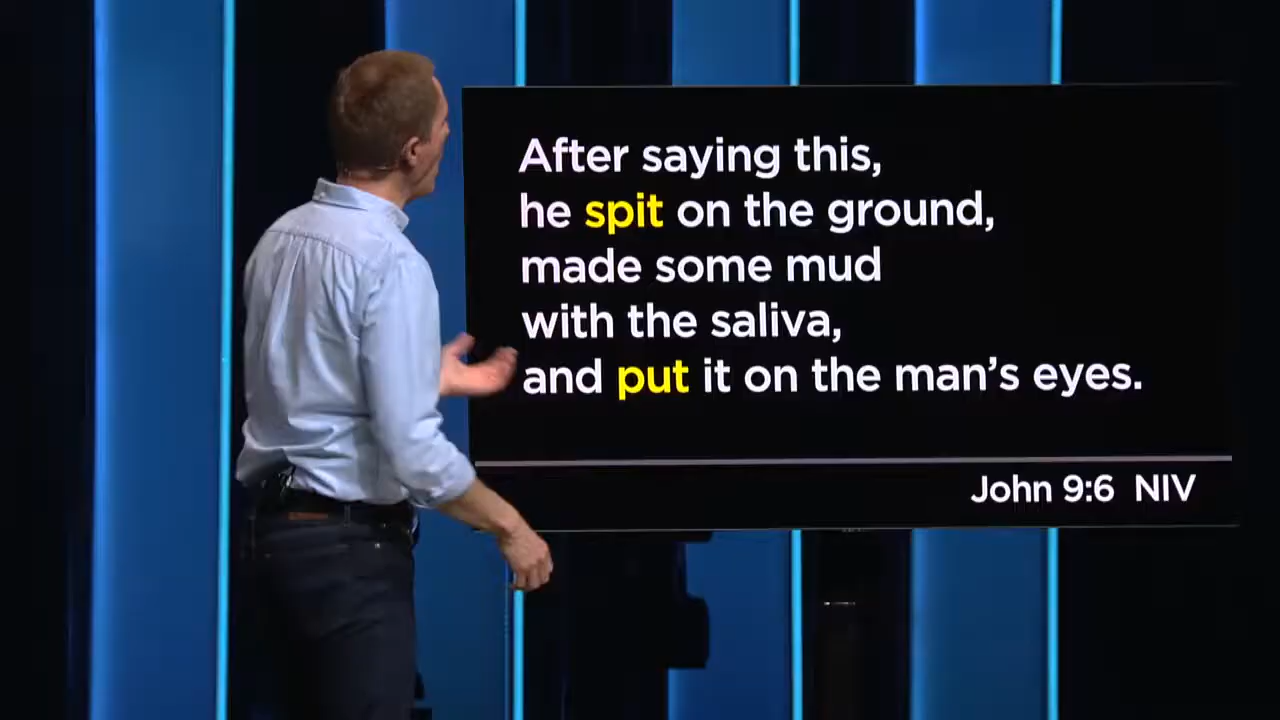 After saying this,
he spit on the ground,
made some mud
with the saliva,
and put it on the man’s eyes.
John 9:6 NIV